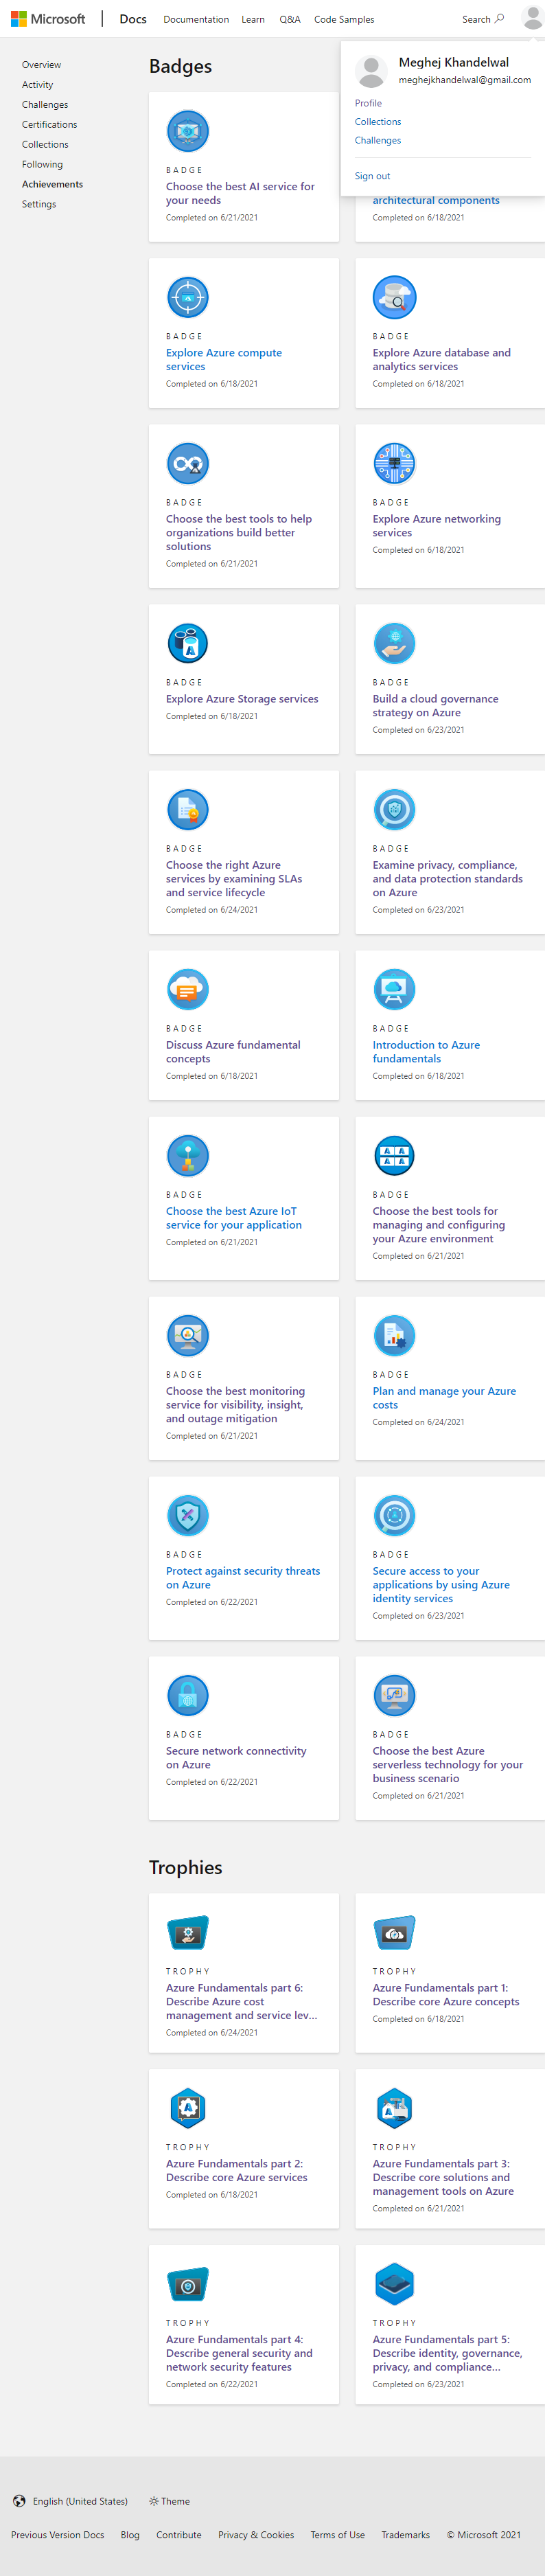 Microsoft
Docs
Documentation
Learn
Q&A
Code Samples
Search
Meghej Khandelwal
meghejkhandelwal@gmail.com
Profile
Collections
Challenges
Sign out
Overview
Activity
Challenges
Certifications
Collections
Following
Achievements
Settings
Badges
BADGE
Choose the best AI service for
your needs
Completed on 6/21/2021
architectural components
Completed on 6/18/2021
BADGE
Explore Azure compute
services
Completed on 6/18/2021
BADGE
Explore Azure database and
analytics services
Completed on 6/18/2021
BADGE
Choose the best tools to help
organizations build better
solutions
Completed on 6/21/2021
BADGE
Explore Azure networking
services
Completed on 6/18/2021
BADGE
Explore Azure Storage services
Completed on 6/18/2021
BADGE
Build a cloud governance
strategy on Azure
Completed on 6/23/2021
BADGE
Choose the right Azure
services by examining SLAs
and service lifecycle
Completed on 6/24/2021
BADGE
Examine privacy, compliance,
and data protection standards
on Azure
Completed on 6/23/2021
BADGE
Discuss Azure fundamental
concepts
Completed on 6/18/2021
BADGE
Introduction to Azure
fundamentals
Completed on 6/18/2021
BADGE
Choose the best Azure IoT
service for your application
Completed on 6/21/2021
BADGE
Choose the best tools for
managing and configuring
your Azure environment
Completed on 6/21/2021
BADGE
Choose the best monitoring
service for visibility, insight,
and outage mitigation
Completed on 6/21/2021
BADGE
Plan and manage your Azure
costs
Completed on 6/24/2021
BADGE
Protect against security threats
on Azure
Completed on 6/22/2021
BADGE
Secure access to your
applications by using Azure
identity services
Completed on 6/23/2021
BADGE
Secure network connectivity
on Azure
Completed on 6/22/2021
BADGE
Choose the best Azure
serverless technology for your
business scenario
Completed on 6/21/2021
Trophies
TROPHY
Azure Fundamentals part 6:
Describe Azure cost
management and service lev...
Completed on 6/24/2021
TROPHY
Azure Fundamentals part 1:
Describe core Azure concepts
Completed on 6/18/2021
TROPHY
Azure Fundamentals part 2:
Describe core Azure services
Completed on 6/18/2021
TROPHY
Azure Fundamentals part 3:
Describe core solutions and
management tools on Azure
Completed on 6/21/2021
TROPHY
Azure Fundamentals part 4:
Describe general security and
network security features
Completed on 6/22/2021
TROPHY
Azure Fundamentals part 5:
Describe identity, governance,
privacy, and compliance...
Completed on 6/23/2021
English (United States)
Theme
Previous Version Docs
Blog
Contribute
Privacy & Cookies
Terms of Use
Trademarks
© Microsoft 2021